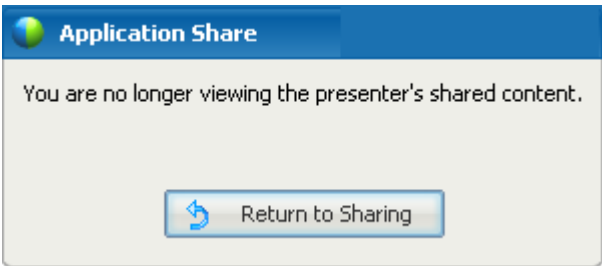 Application Share
You are no longer viewing the presenter's shared content.
Return to Sharing